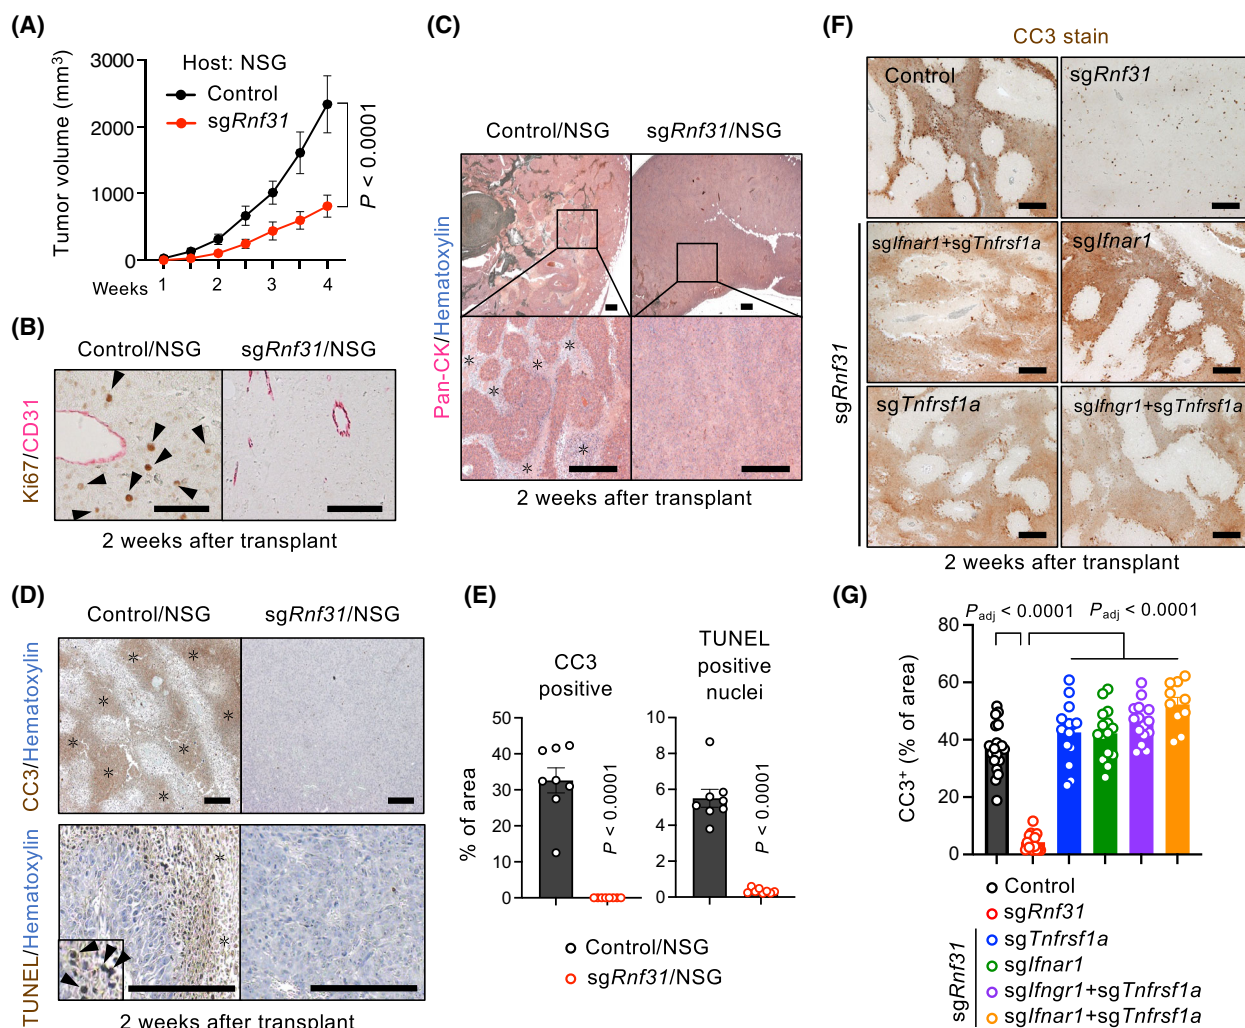 (A)
Tumor volume (mm3)
3000
2000
1000
0
Host: NSG
Control
sgRnf31
P < 0.0001
Weeks
1 2 3 4
(B)
Control/NSG sgRnf31/NSG
Ki67/CD31
2 weeks after transplant
(C)
Control/NSG sgRnf31/NSG
Pan-CK/Hematoxylin
2 weeks after transplant
(D)
Control/NSG sgRnf31/NSG
CC3/Hematoxylin
TUNEL/Hematoxylin
2 weeks after transplant
(E)
CC3
positive
TUNEL
positive
nuclei
% of area
50
40
30
20
10
0
P < 0.0001
8
6
4
2
0
P < 0.0001
Control/NSG
sgRnf31/NSG
(F)
CC3 stain
Control
sgRnf31
sgIfnar1+sgTnfrsf1a
sgIfnar1
sgTnfrsf1a
sgIfngr1+sgTnfrsf1a
sgRnf31
2 weeks after transplant
(G)
Padj < 0.0001 Padj < 0.0001
CC3+ (% of area)
80
60
40
20
0
Control
sgRnf31
sgTnfrsf1a
sgIfnar1
sgIfngr1+sgTnfrsf1a
sgIfnar1+sgTnfrsf1a
sgRnf31